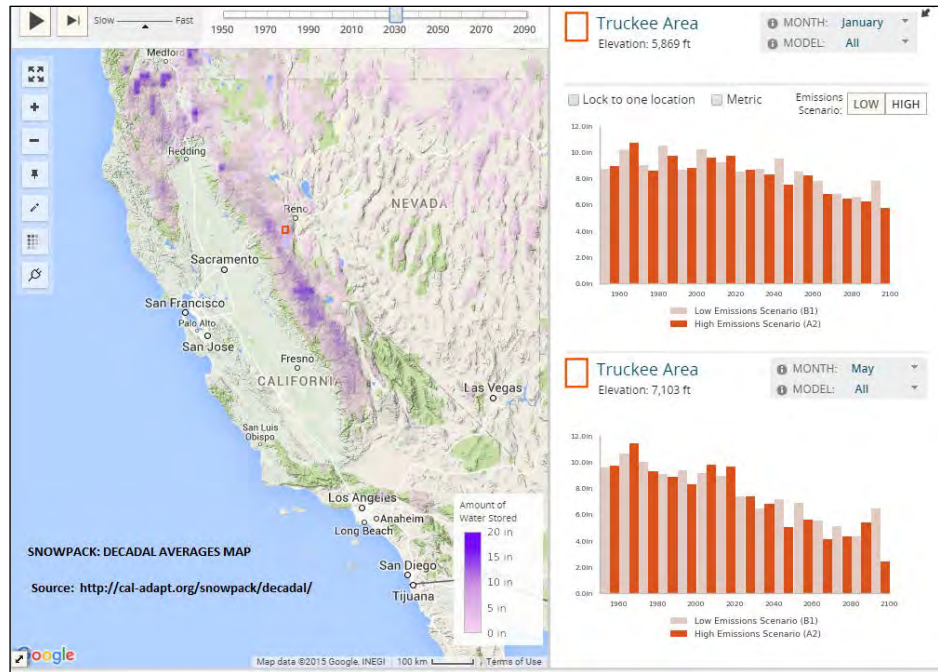 Slow
Fast
1950 1970 1990 2010 2030 2050 2070 2090
Medford
Redding
Reno
NEVADA
Sacramento
San Francisco
Palo Alto
San Jose
Fresno
CALIFORNIA
Las Vegas
San Luis
Obispo
Los Angeles
Anaheim
Long Beach
San Diego
Tijuana
Amount of
Water Stored
20 in
15 in
10 in
5 in
0 in
SNOWPACK: DECADAL AVERAGES MAP
Source: http://cal-adapt.org/snowpack/decadal/
Google
Map data ©2015 Google, INEGI 100 km Terms of Use
Truckee Area
Elevation: 5,869 ft
MONTH: January
MODEL: All
Lock to one location
Metric
Emissions
Scenario:
LOW HIGH
12.0in
10.0in
8.0in
6.0in
4.0in
2.0in
0.0in
1960 1980 2000 2020 2040 2060 2080 2100
Low Emissions Scenario (B1)
High Emissions Scenario (A2)
Truckee Area
Elevation: 7,103 ft
MONTH: May
MODEL: All
12.0in
10.0in
8.0in
6.0in
4.0in
2.0in
0.0in
1960 1980 2000 2020 2040 2060 2080 2100
Low Emissions Scenario (B1)
High Emissions Scenario (A2)